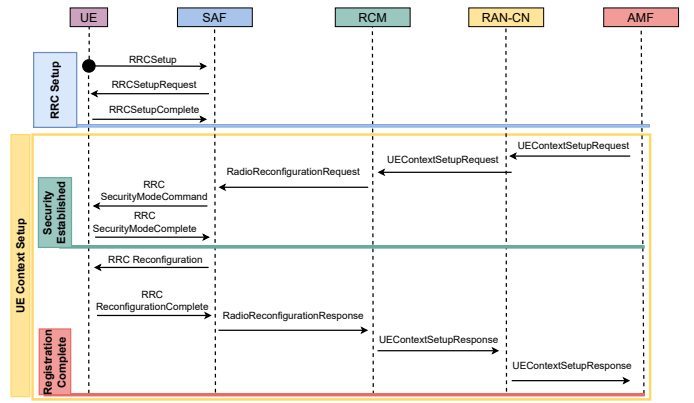 UE
SAF
RCM
RAN-CN
AMF
RRC Setup
RRCSetup
RRCSetupRequest
RRCSetupComplete
UE Context Setup
UEContextSetupRequest
UEContextSetupRequest
RadioReconfigurationRequest
Security
Established
RRC
SecurityModeCommand
RRC
SecurityModeComplete
RRC Reconfiguration
RRC
ReconfigurationComplete
RadioReconfigurationResponse
Registration
Complete
UEContextSetupResponse
UEContextSetupResponse